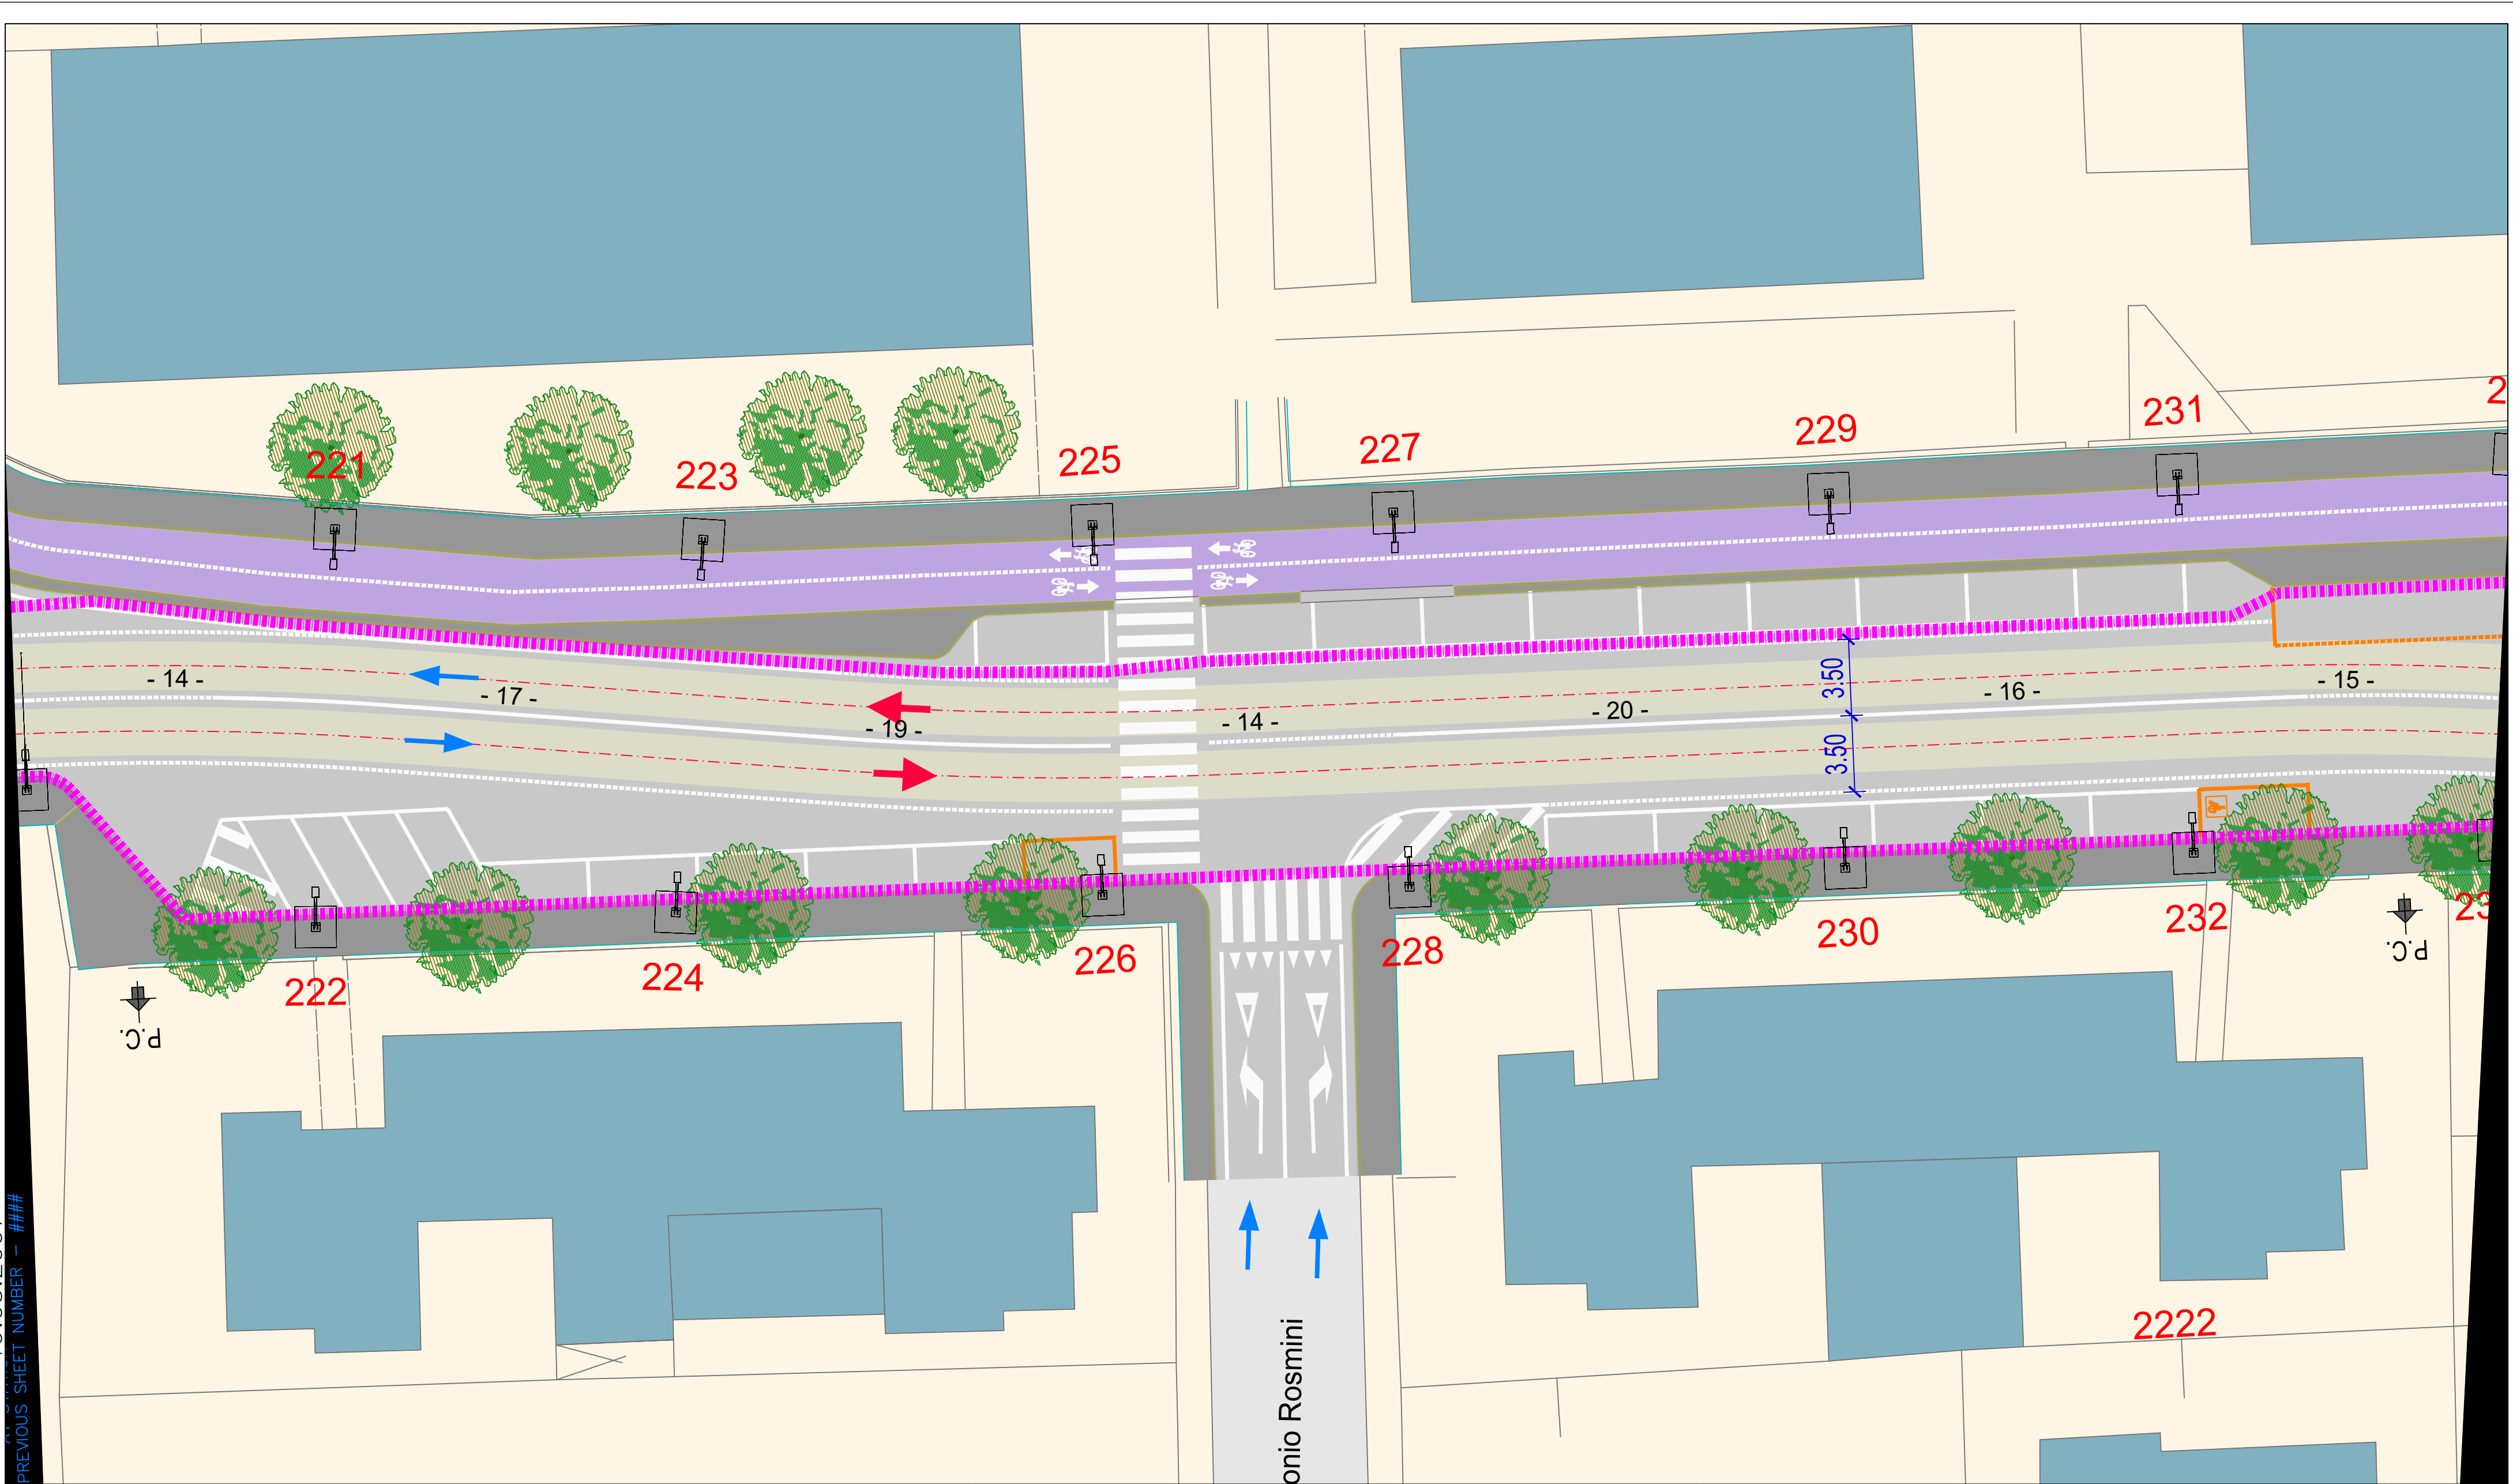 221
223
225
227
229
231
- 14 -
- 17 -
- 19 -
- 14 -
- 20 -
3.50
3.50
- 16 -
- 15 -
222
224
226
228
230
232
P.C.
P.C.
2222
onio Rosmini
PREVIOUS SHEET NUMBER - ####